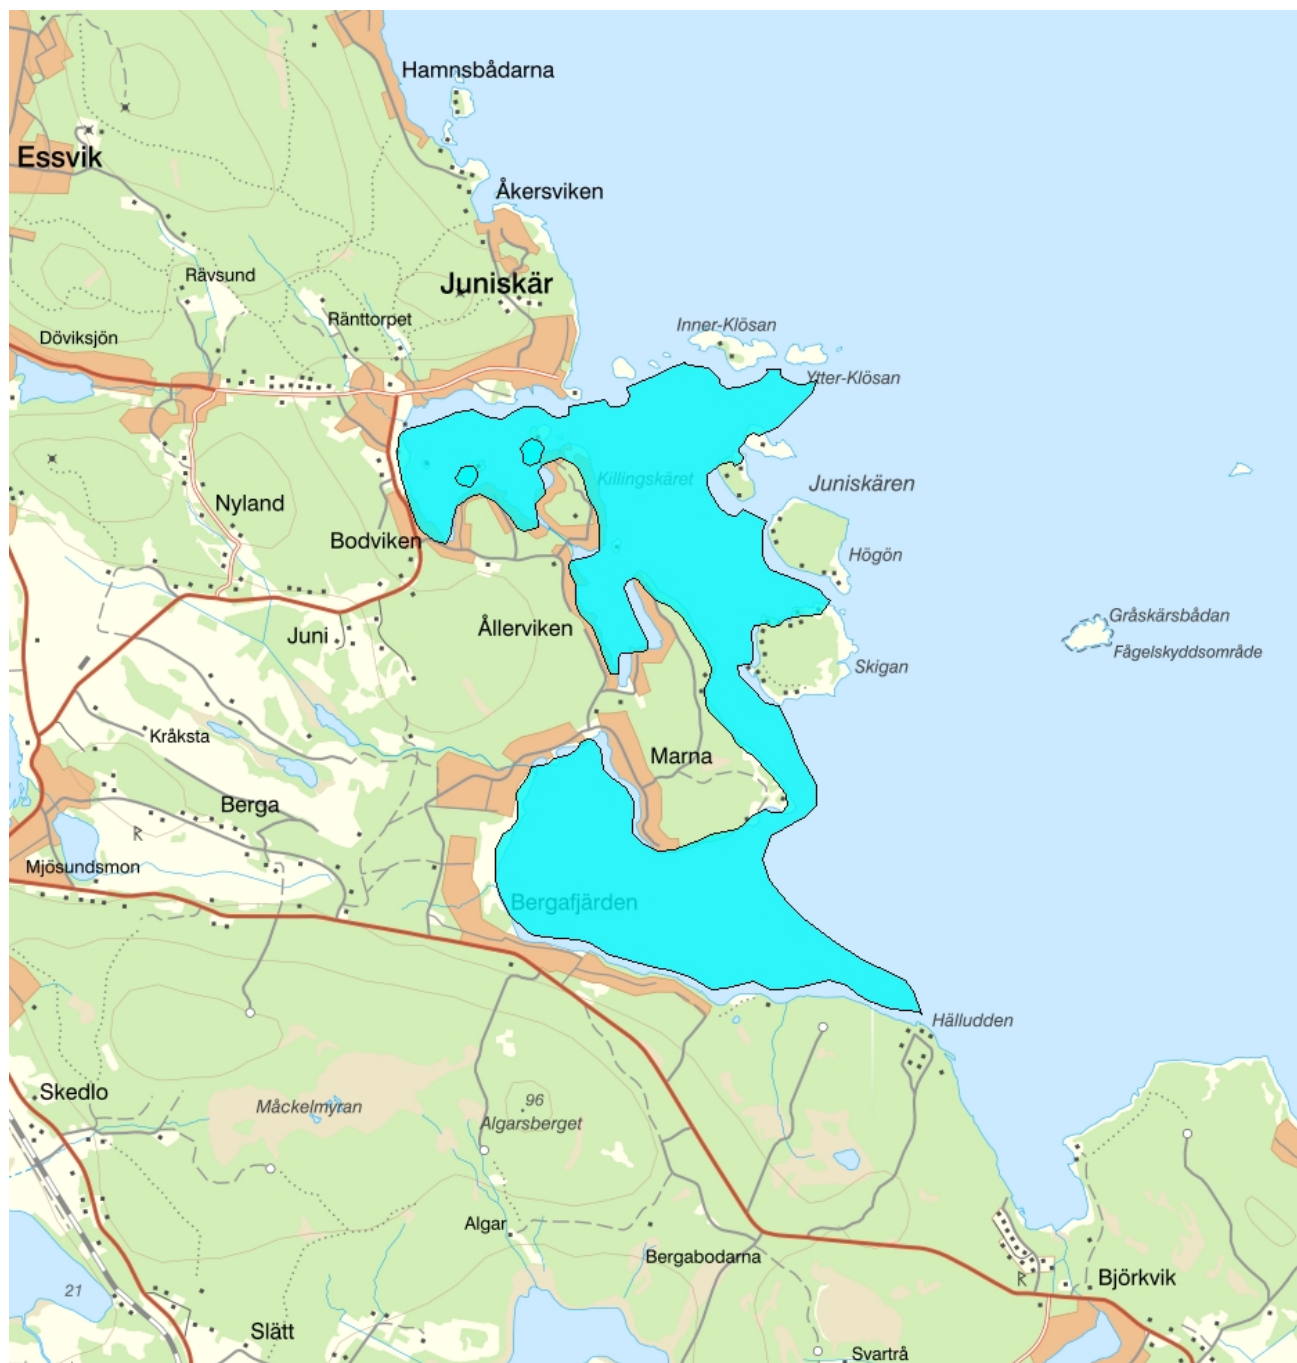 Hamnsbådarna
Essvik
Åkersviken
Rävsund
Juniskär
Ränttorpet
Inner-Klösan
Döviksjön
Ytter-Klösan
Killingskäret
Juniskären
Nyland
Bodviken
Högön
Gråskärsbådan
Juni
Ållerviken
Fågelskyddsområde
Skigan
Kråksta
Marna
Berga
R
Mjösundsmon
Bergafjärden
Hälludden
Skedlo
Måckelmyran
96
Algarsberget
Algar
Bergabodarna
R
Björkvik
21
Slätt
Svartrå